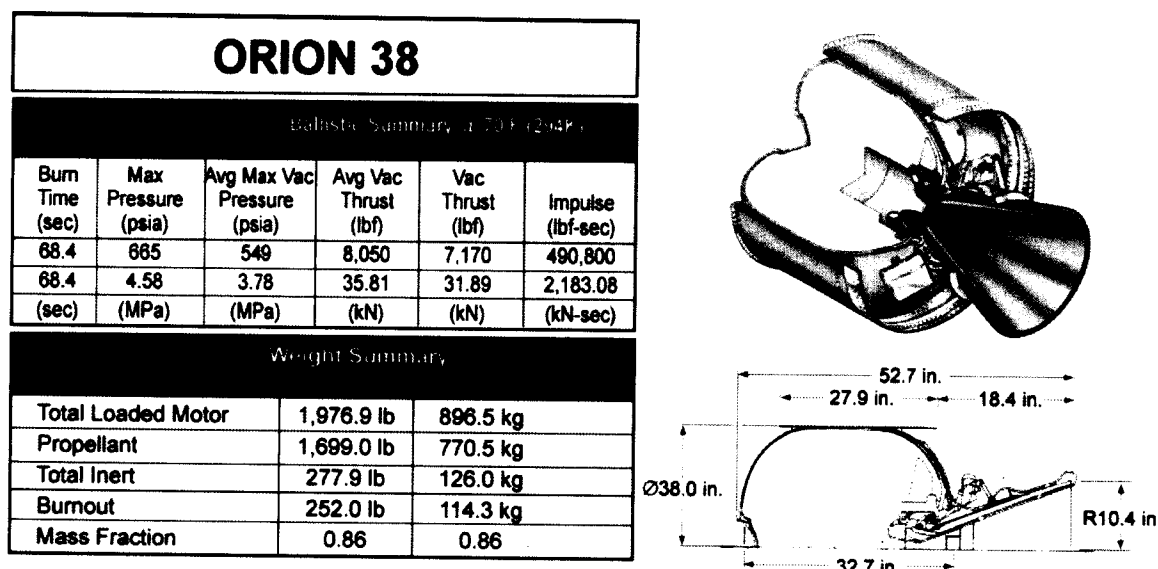 ORION 38
Ballistic Summary at 70 F (294K)
Burn Time (sec) Max Pressure (psia) Avg Max Vac Pressure (psia) Avg Vac Thrust (lbf) Vac Thrust (lbf) Impulse (lbf-sec)
68.4 665 549 8,050 7,170 490,800
68.4 4.58 3.78 35.81 31.89 2,183.08
(sec) (MPa) (MPa) (kN) (kN) (kN-sec)
Weight Summary
Total Loaded Motor 1,976.9 lb 896.5 kg
Propellant 1,699.0 lb 770.5 kg
Total Inert 277.9 lb 126.0 kg
Burnout 252.0 lb 114.3 kg
Mass Fraction 0.86 0.86
52.7 in.
27.9 in. 18.4 in.
Ø38.0 in.
R10.4 in
32.7 in